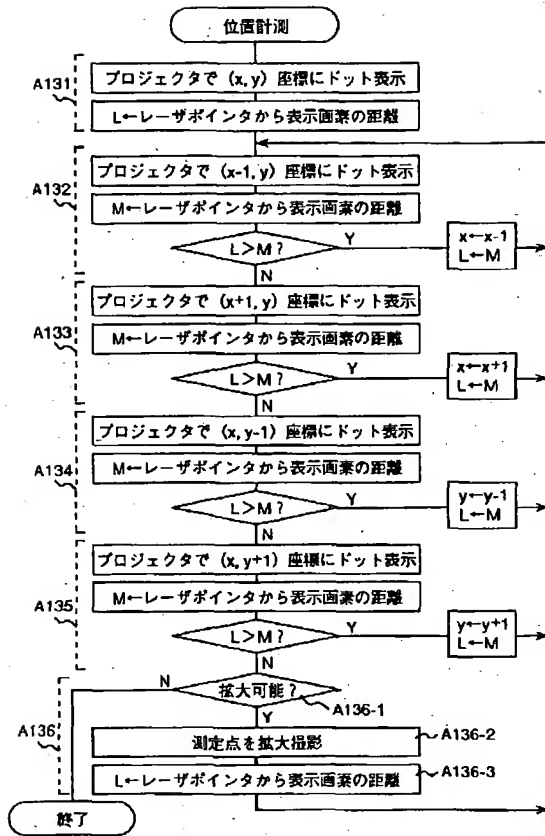 位置計測
A131
プロジェクタで (x, y) 座標にドット表示
L←レーザポインタから表示画素の距離
A132
プロジェクタで (x-1, y) 座標にドット表示
M←レーザポインタから表示画素の距離
L>M?
Y
x←x-1
L←M
N
A133
プロジェクタで (x+1, y) 座標にドット表示
M←レーザポインタから表示画素の距離
L>M?
Y
x←x+1
L←M
N
A134
プロジェクタで (x, y-1) 座標にドット表示
M←レーザポインタから表示画素の距離
L>M?
Y
y←y-1
L←M
N
A135
プロジェクタで (x, y+1) 座標にドット表示
M←レーザポインタから表示画素の距離
L>M?
Y
y←y+1
L←M
N
A136
N
拡大可能?
A136-1
Y
測定点を拡大撮影
A136-2
L←レーザポインタから表示画素の距離
A136-3
終了